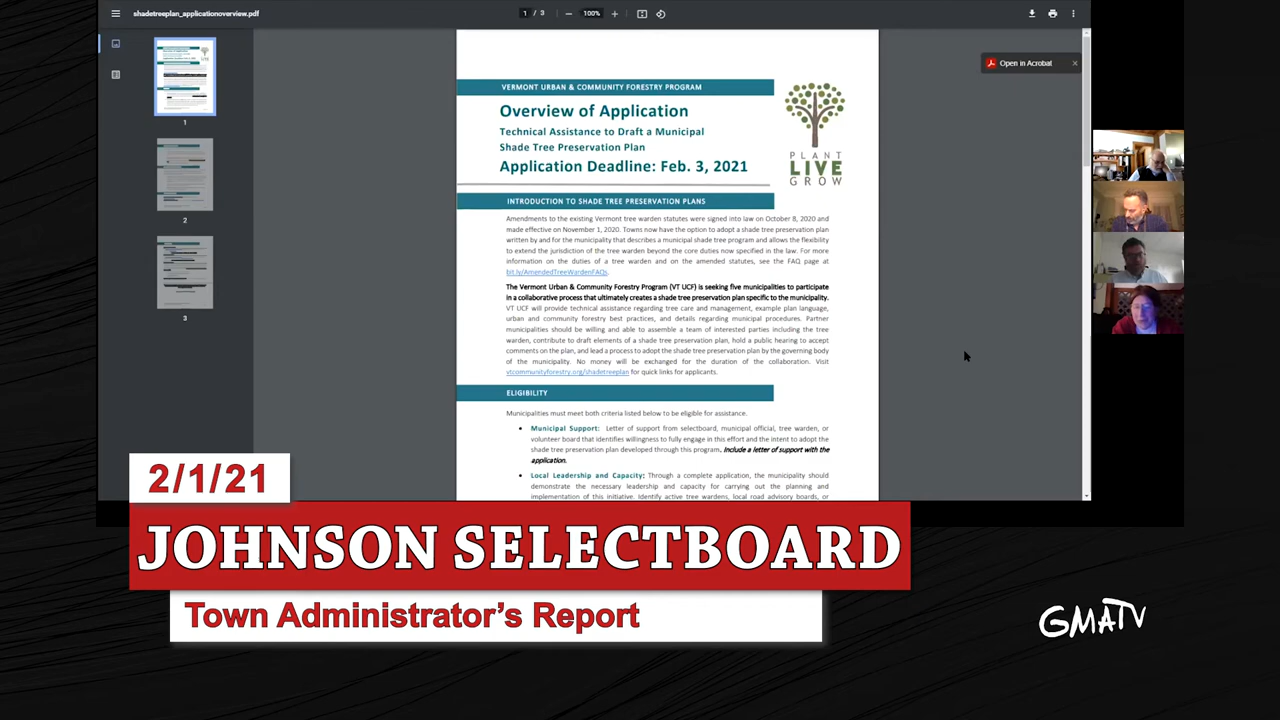 shadetreeplan_applicationoverview.pdf
1 / 3
100%
Open in Acrobat
1
2
3
VERMONT URBAN & COMMUNITY FORESTRY PROGRAM
Overview of Application
Technical Assistance to Draft a Municipal
Shade Tree Preservation Plan
Application Deadline: Feb. 3, 2021
PLANT
LIVE
GROW
INTRODUCTION TO SHADE TREE PRESERVATION PLANS
Amendments to the existing Vermont tree warden statutes were signed into law on October 8, 2020 and
made effective on November 1, 2020. Towns now have the option to adopt a shade tree preservation plan
written by and for the municipality that describes a municipal shade tree program and allows the flexibility
to extend the jurisdiction of the tree warden beyond the core duties now specified in the law. For more
information on the duties of a tree warden and on the amended statutes, see the FAQ page at
bit.ly/AmendedTreeWardenFAQs.
The Vermont Urban & Community Forestry Program (VT UCF) is seeking five municipalities to participate
in a collaborative process that ultimately creates a shade tree preservation plan specific to the municipality.
VT UCF will provide technical assistance regarding tree care and management, example plan language,
urban and community forestry best practices, and details regarding municipal procedures. Partner
municipalities should be willing and able to assemble a team of interested parties including the tree
warden, contribute to draft elements of a shade tree preservation plan, hold a public hearing to accept
comments on the plan, and lead a process to adopt the shade tree preservation plan by the governing body
of the municipality. No money will be exchanged for the duration of the collaboration. Visit
vtcommunityforestry.org/shadetreeplan for quick links for applicants.
ELIGIBILITY
Municipalities must meet both criteria listed below to be eligible for assistance.
• Municipal Support: Letter of support from selectboard, municipal official, tree warden, or
volunteer board that identifies willingness to fully engage in this effort and the intent to adopt the
shade tree preservation plan developed through this program. Include a letter of support with the
application.
• Local Leadership and Capacity: Through a complete application, the municipality should
demonstrate the necessary leadership and capacity for carrying out the planning and
implementation of this initiative. Identify active tree wardens, local road advisory boards, or
2/1/21
JOHNSON SELECTBOARD
Town Administrator's Report
GMATV